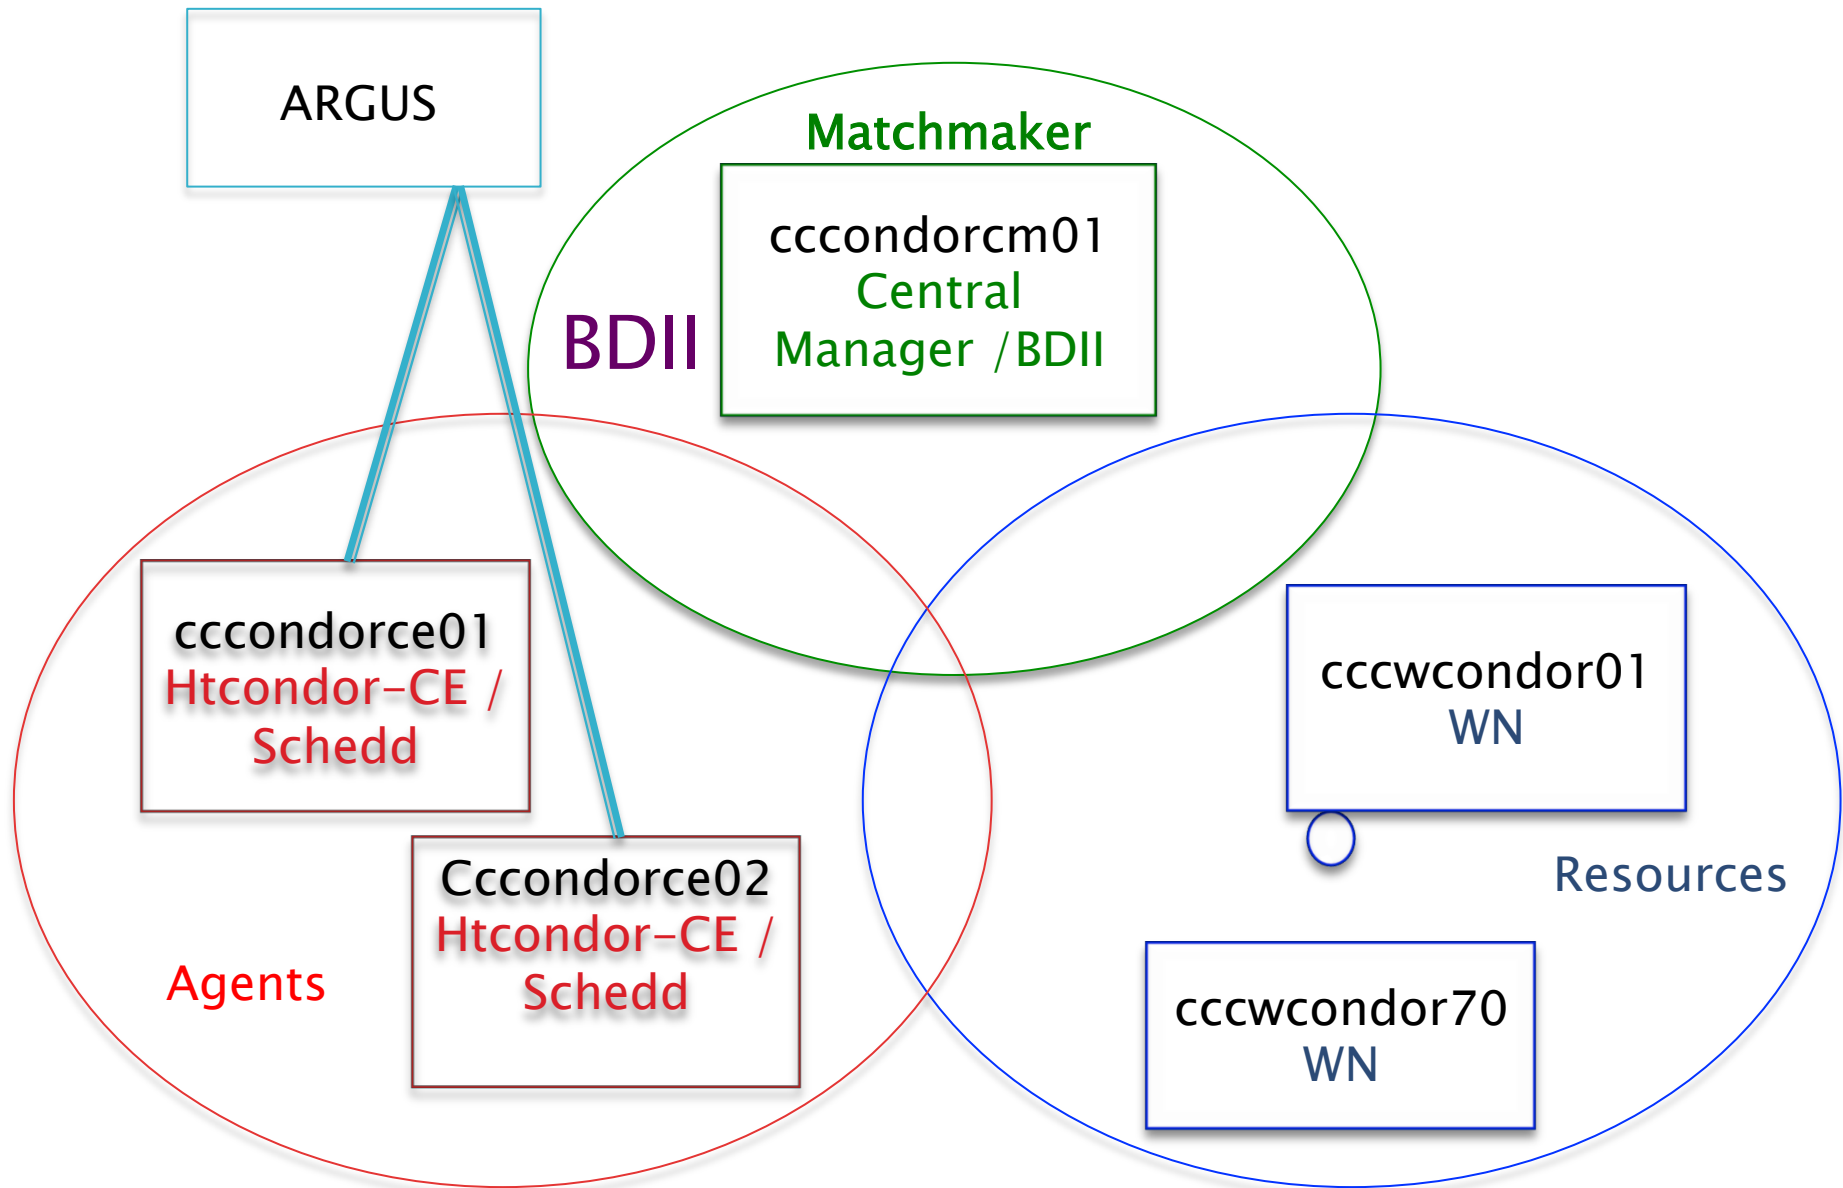 ARGUS
Matchmaker
cccondorcm01
Central
Manager /BDII
BDII
cccondorce01
Htcondor-CE /
Schedd
Cccondorce02
Htcondor-CE /
Schedd
Agents
cccwcondor01
WN
Resources
cccwcondor70
WN